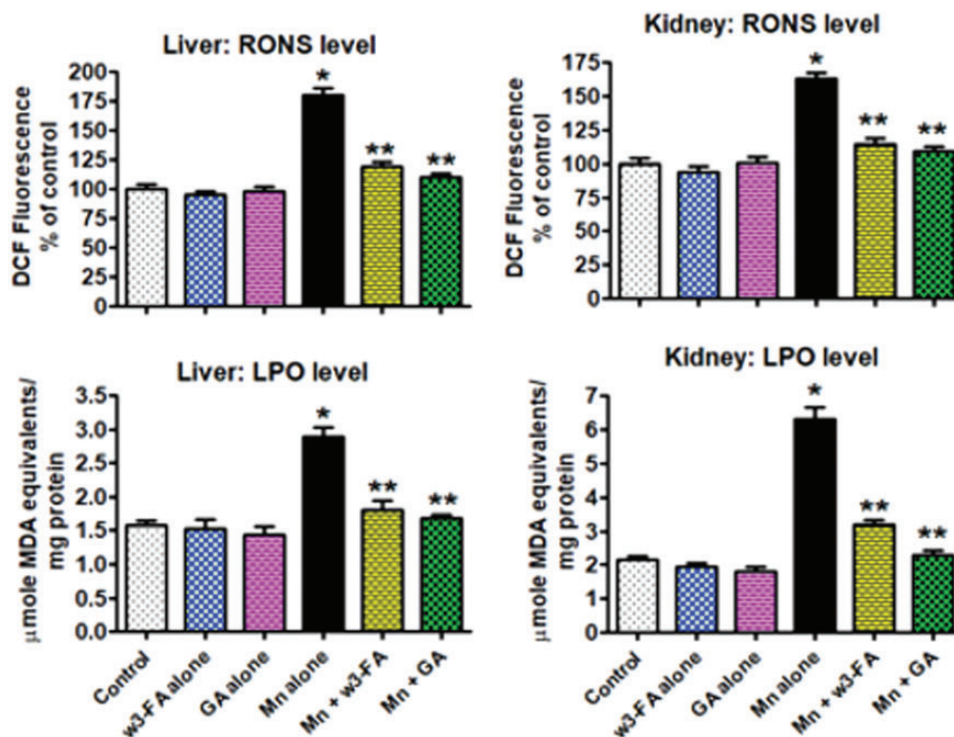 Liver: RONS level
DCF Fluorescence
% of control
200
175
150
125
100
75
50
25
0
*
**
**
Kidney: RONS level
DCF Fluorescence
% of control
175
150
125
100
75
50
25
0
*
**
**
Liver: LPO level
μmole MDA equivalents/
mg protein
3.5
3.0
2.5
2.0
1.5
1.0
0.5
0.0
*
**
**
Control
w3-FA alone
GA alone
Mn alone
Mn + w3-FA
Mn + GA
Kidney: LPO level
μmole MDA equivalents/
mg protein
7
6
5
4
3
2
1
0
*
**
**
Control
w3-FA alone
GA alone
Mn alone
Mn + w3-FA
Mn + GA